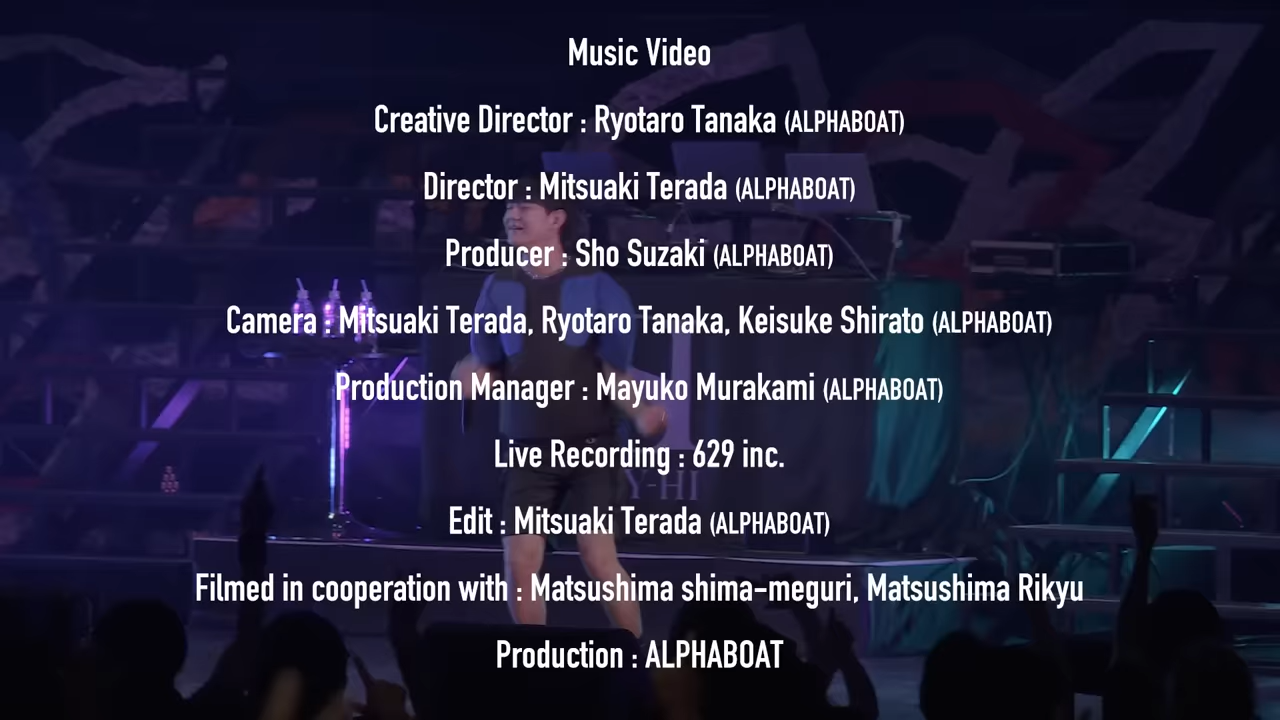 Music Video
Creative Director : Ryotaro Tanaka (ALPHABOAT)
Director : Mitsuaki Terada (ALPHABOAT)
Producer : Sho Suzaki (ALPHABOAT)
Camera : Mitsuaki Terada, Ryotaro Tanaka, Keisuke Shirato (ALPHABOAT)
Production Manager : Mayuko Murakami (ALPHABOAT)
Live Recording : 629 inc.
Y-HI
Edit : Mitsuaki Terada (ALPHABOAT)
Filmed in cooperation with : Matsushima shima-meguri, Matsushima Rikyu
Production : ALPHABOAT